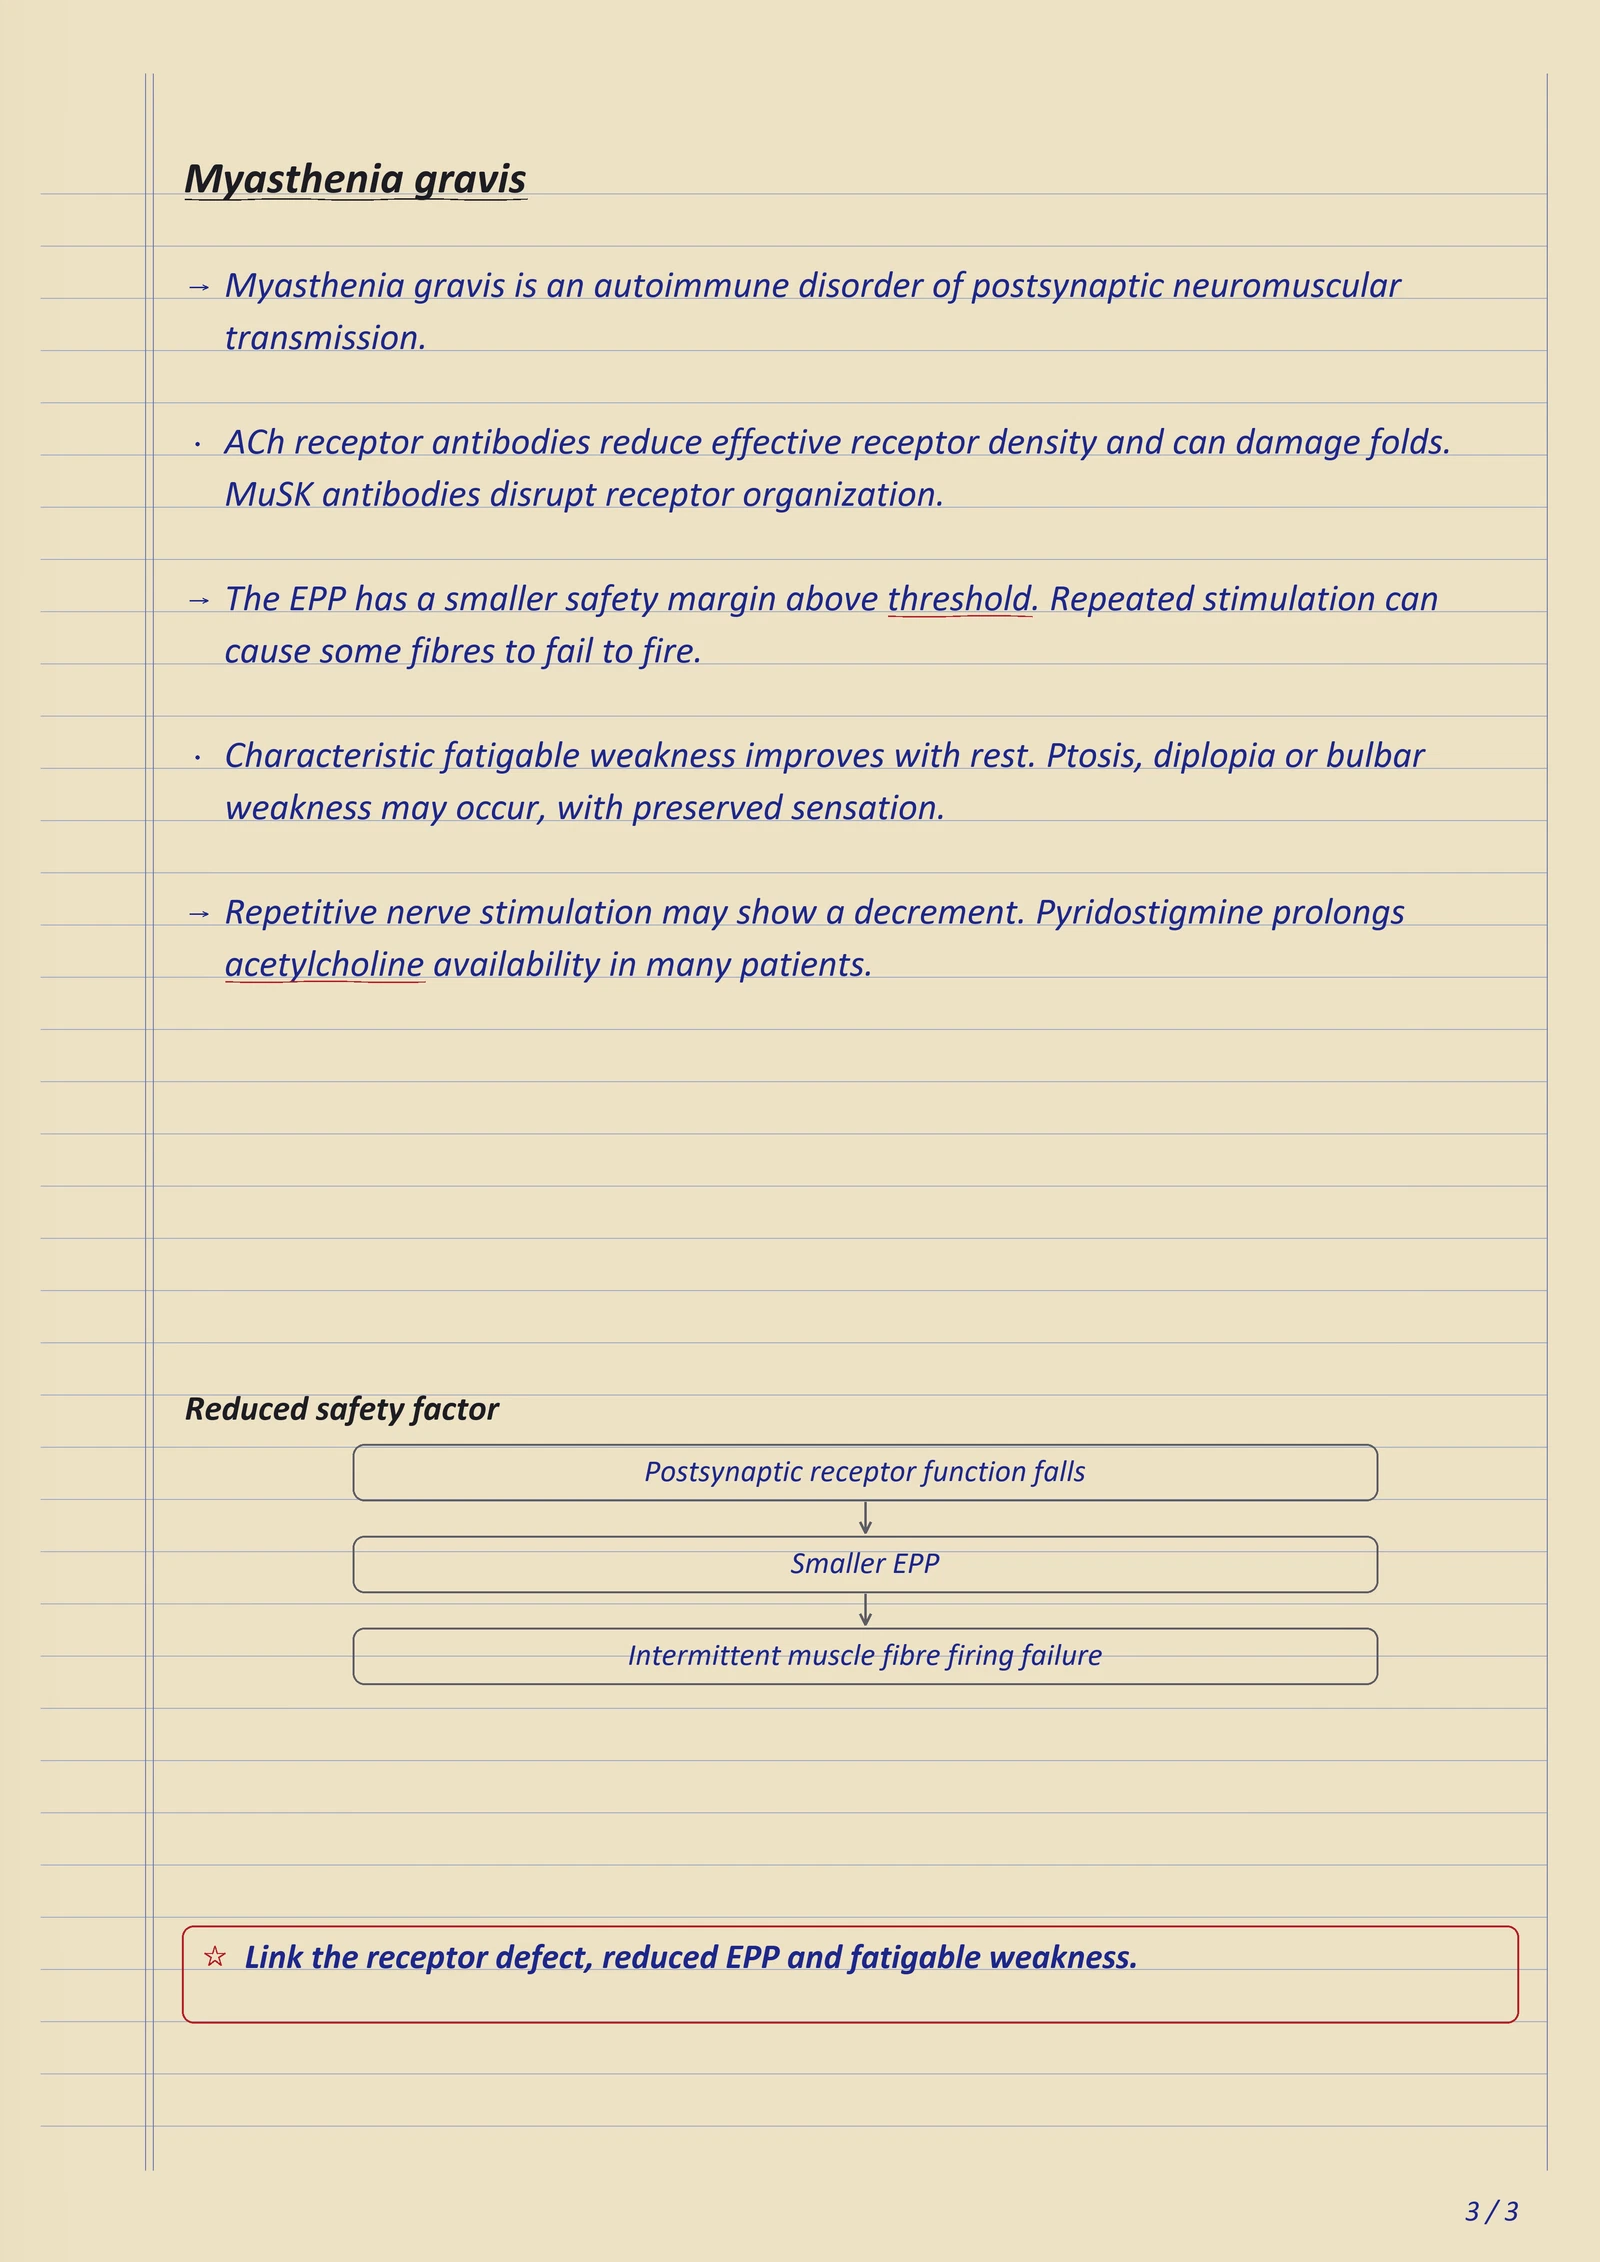 Myasthenia gravis
→ Myasthenia gravis is an autoimmune disorder of postsynaptic neuromuscular
transmission.
· ACh receptor antibodies reduce effective receptor density and can damage folds.
MuSK antibodies disrupt receptor organization.
→ The EPP has a smaller safety margin above threshold. Repeated stimulation can
cause some fibres to fail to fire.
· Characteristic fatigable weakness improves with rest. Ptosis, diplopia or bulbar
weakness may occur, with preserved sensation.
→ Repetitive nerve stimulation may show a decrement. Pyridostigmine prolongs
acetylcholine availability in many patients.
Reduced safety factor
Postsynaptic receptor function falls
Smaller EPP
Intermittent muscle fibre firing failure
☆ Link the receptor defect, reduced EPP and fatigable weakness.
3 / 3